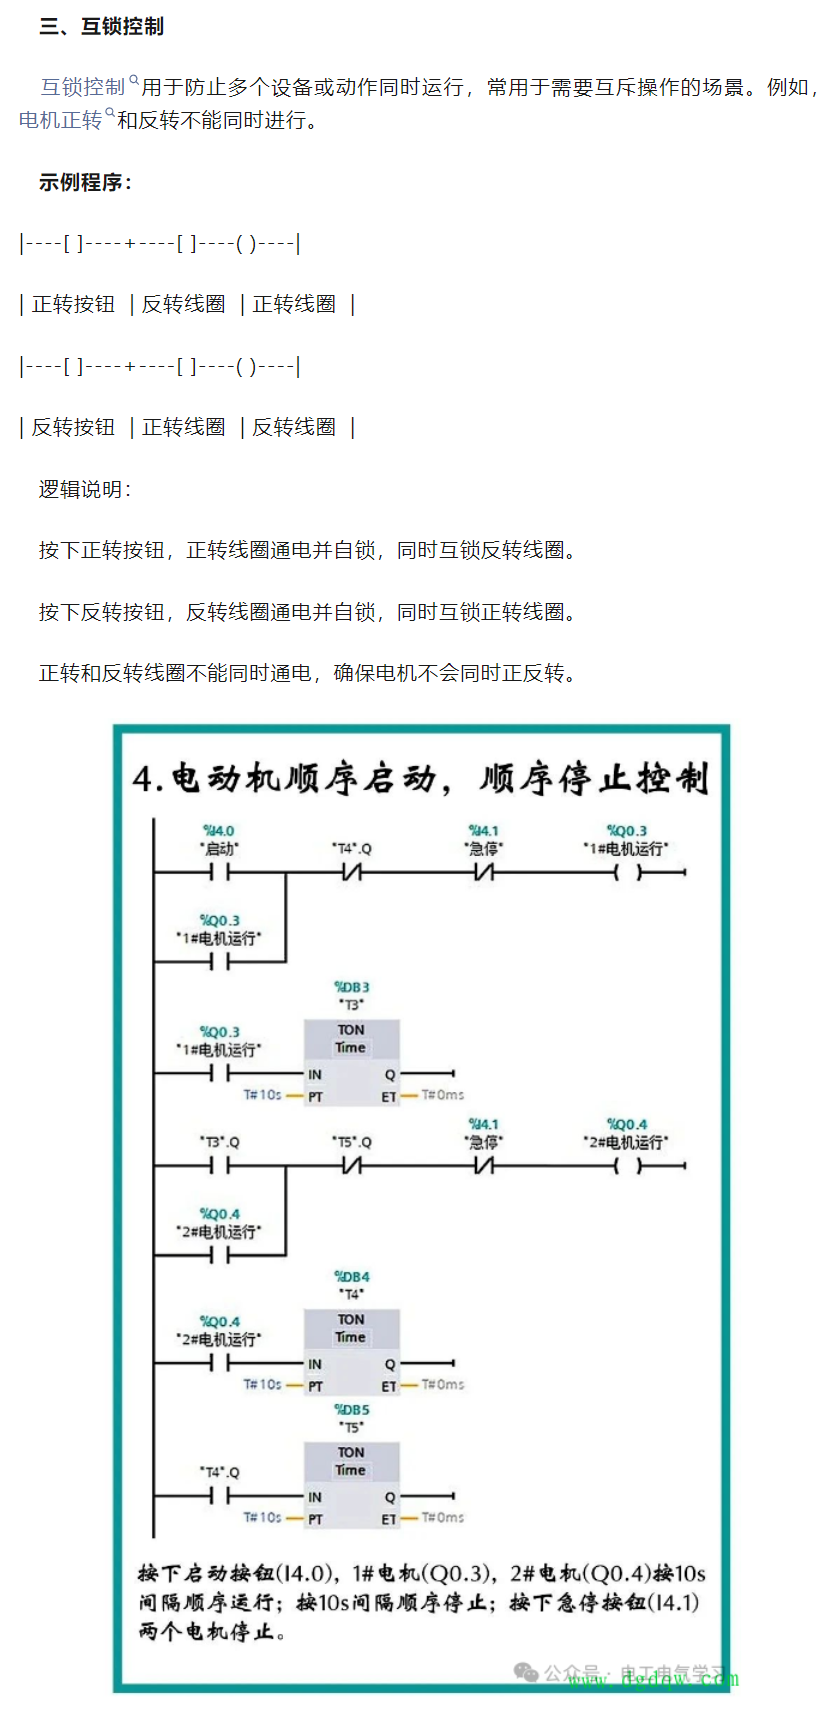 三、互锁控制
互锁控制用于防止多个设备或动作同时运行，常用于需要互斥操作的场景。例如，
电机正转和反转不能同时进行。
示例程序：
|----[ ]----+----[ ]----( )----|
| 正转按钮 | 反转线圈 | 正转线圈 |
|----[ ]----+----[ ]----( )----|
| 反转按钮 | 正转线圈 | 反转线圈 |
逻辑说明：
按下正转按钮，正转线圈通电并自锁，同时互锁反转线圈。
按下反转按钮，反转线圈通电并自锁，同时互锁正转线圈。
正转和反转线圈不能同时通电，确保电机不会同时正反转。
4.电动机顺序启动，顺序停止控制
%I4.0 %I4.1 %Q0.3
"启动" "T4".Q "急停" "1#电机运行"
%Q0.3
"1#电机运行"
%DB3
"T3"
%Q0.3 TON
"1#电机运行" Time
IN Q
T#10s PT ET T#0ms
%I4.1 %Q0.4
"T3".Q "T5".Q "急停" "2#电机运行"
%Q0.4
"2#电机运行"
%DB4
"T4"
%Q0.4 TON
"2#电机运行" Time
IN Q
T#10s PT ET T#0ms
%DB5
"T5"
TON
"T4".Q Time
IN Q
T#10s PT ET T#0ms
按下启动按钮(I4.0)，1#电机(Q0.3)，2#电机(Q0.4)按10s
间隔顺序运行；按10s间隔顺序停止；按下急停按钮(I4.1)
两个电机停止。
公众号 · 电工电气学习
www.dgdqw.com